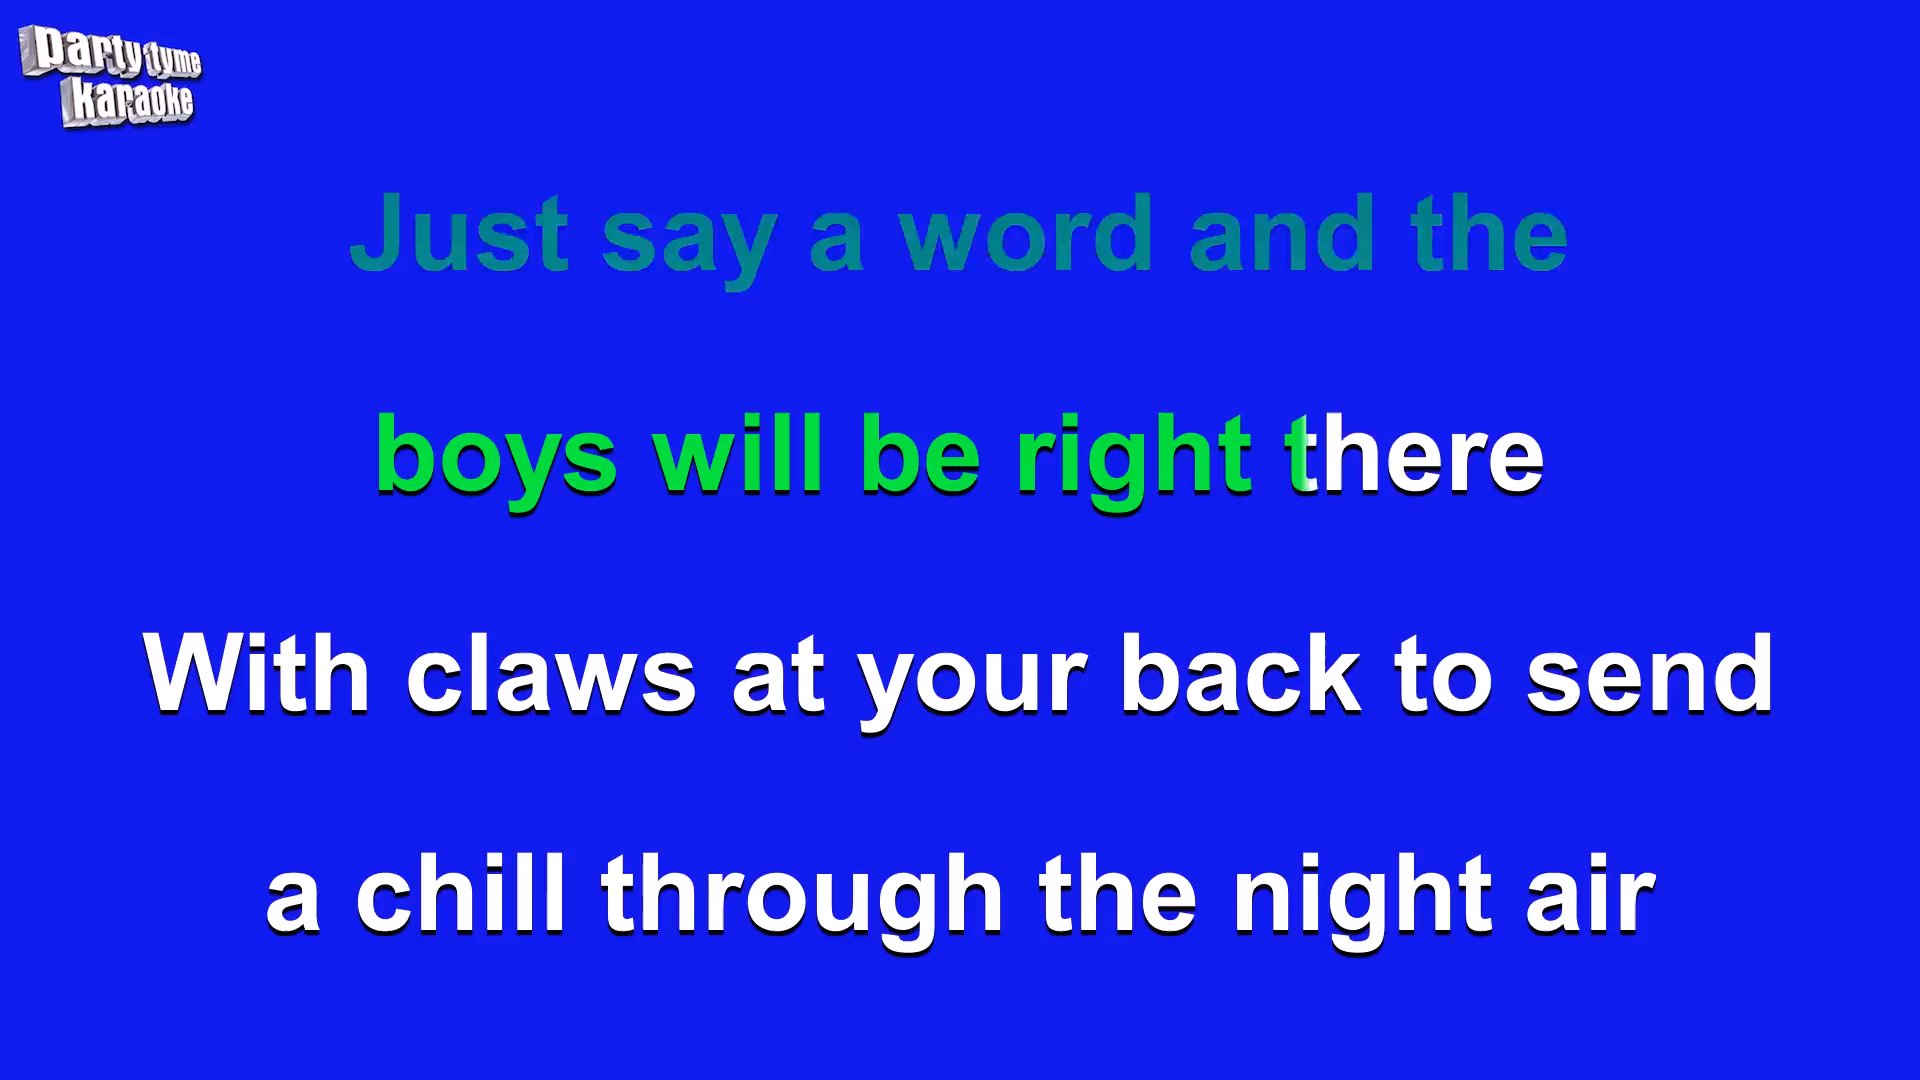 party tyme
karaoke
Just say a word and the
boys will be right there
With claws at your back to send
a chill through the night air